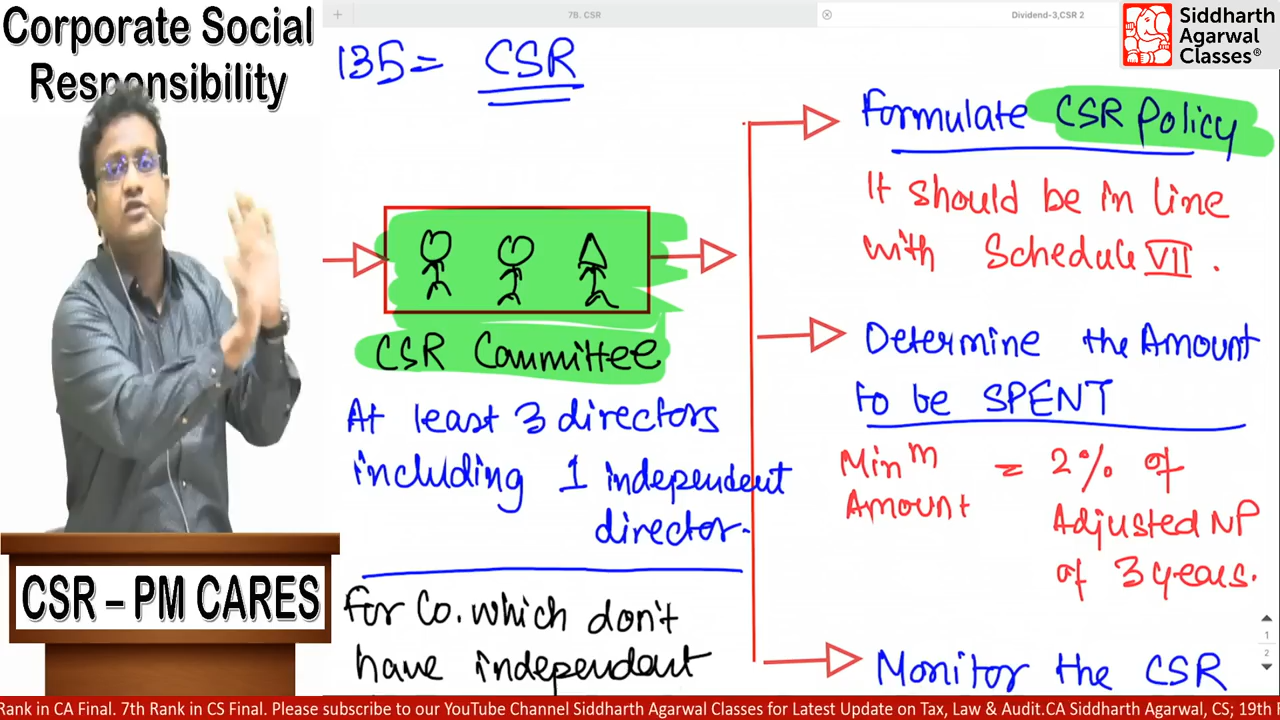 Corporate Social
Responsibility
7B. CSR
Dividend-3,CSR 2
Siddharth
Agarwal
Classes®
135 = CSR
CSR Committee
At least 3 directors
including 1 independent
director.
For Co. which don't
have independent
Formulate CSR Policy
It should be in line
with Schedule VII.
Determine the Amount
to be SPENT
Minm = 2% of
Amount Adjusted NP
of 3 years.
Monitor the CSR
1
2
CSR – PM CARES
Rank in CA Final. 7th Rank in CS Final. Please subscribe to our YouTube Channel Siddharth Agarwal Classes for Latest Update on Tax, Law & Audit.CA Siddharth Agarwal, CS; 19th